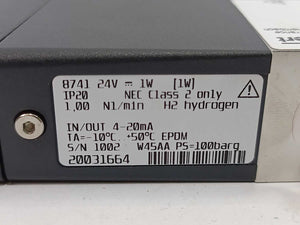 8741 24V ⎓ 1W [1W]
IP20 NEC Class 2 only
1,00 Nl/min H2 hydrogen
IN/OUT 4-20mA
TA=-10°C. +50°C EPDM
S/N 1002 W45AA PS=100barg
20031664